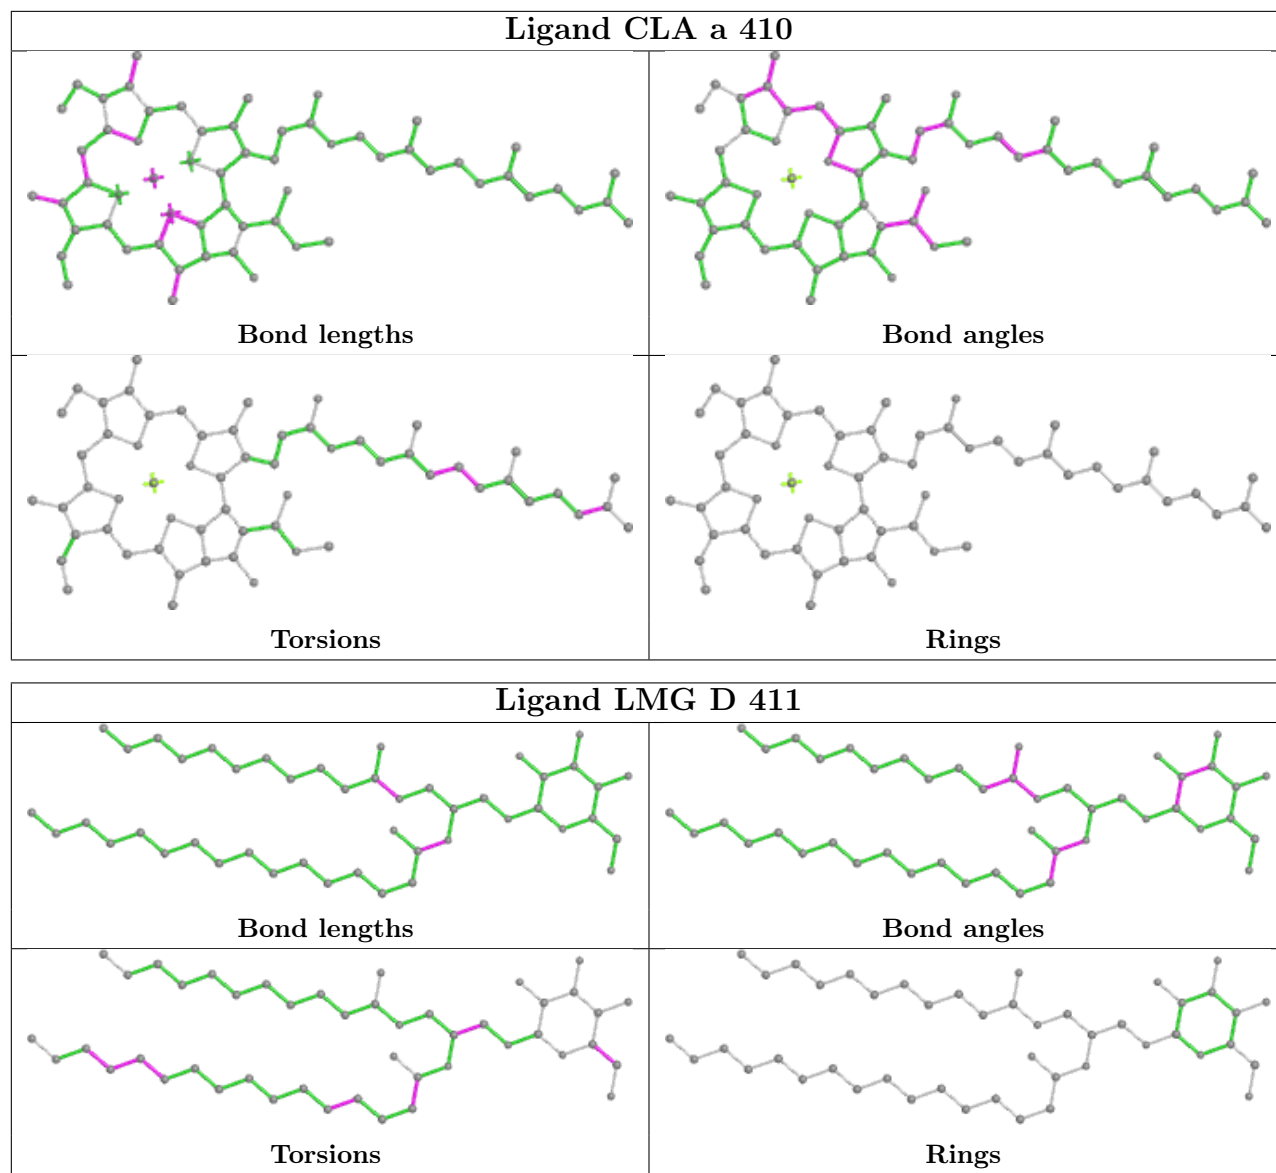 Ligand CLA a 410
Bond lengths
Bond angles
Torsions
Rings
Ligand LMG D 411
Bond lengths
Bond angles
Torsions
Rings